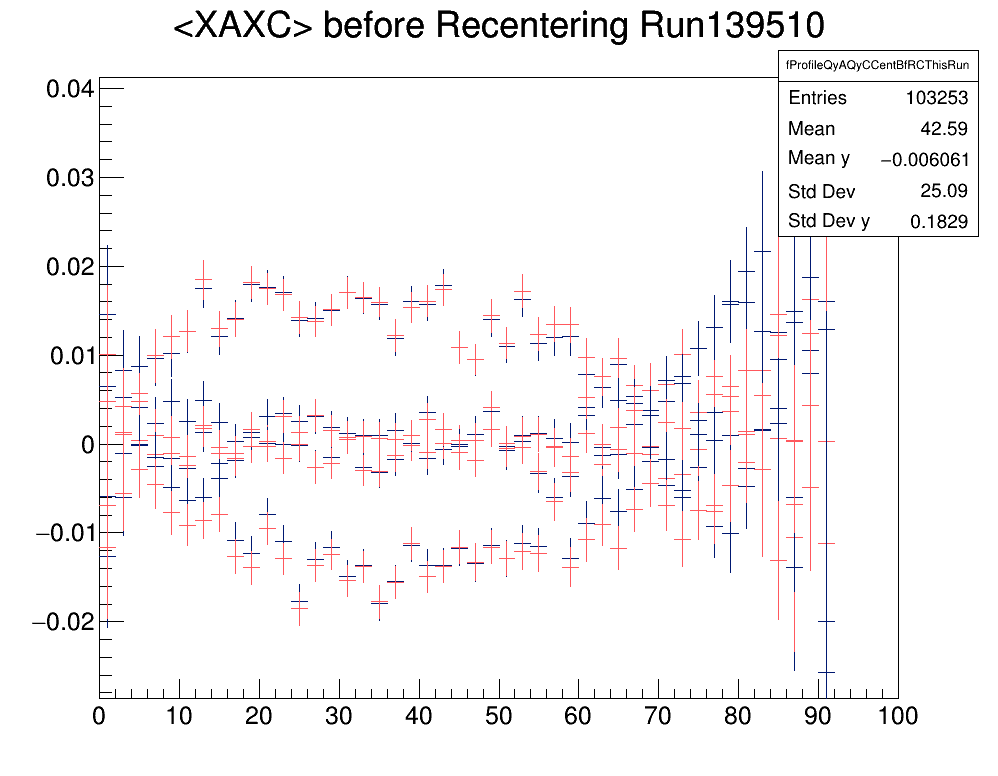 <XAXC> before Recentering Run139510
fProfileQyAQyCCentBfRCThisRun
Entries 103253
Mean 42.59
Mean y −0.006061
Std Dev 25.09
Std Dev y 0.1829
0.04
0.03
0.02
0.01
0
−0.01
−0.02
0 10 20 30 40 50 60 70 80 90 100